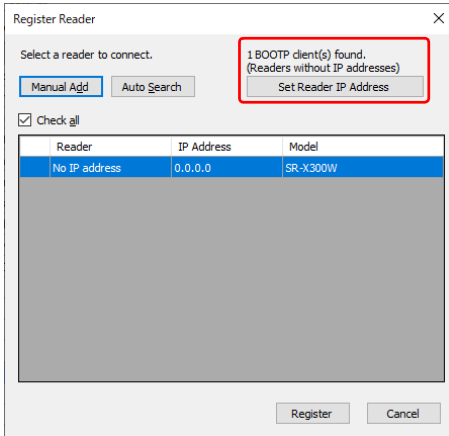 Register Reader
Select a reader to connect.
1 BOOTP client(s) found.
(Readers without IP addresses)
Manual Add
Auto Search
Set Reader IP Address
Check all
Reader IP Address Model
No IP address 0.0.0.0 SR-X300W
Register
Cancel